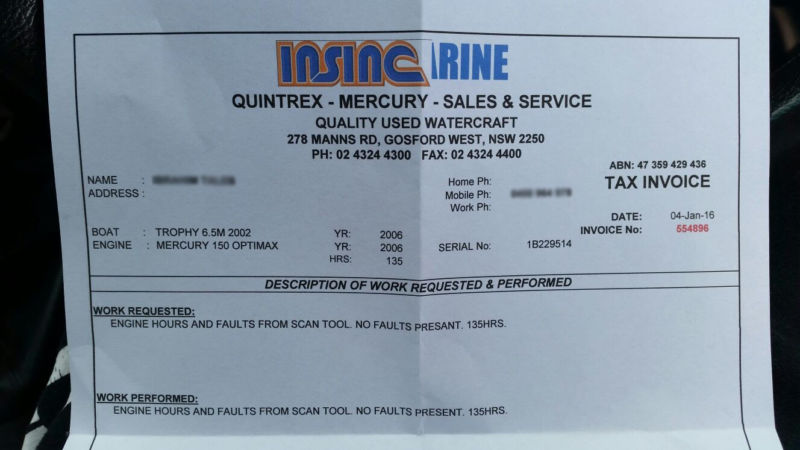 INSINC RINE
QUINTREX - MERCURY - SALES & SERVICE
QUALITY USED WATERCRAFT
278 MANNS RD, GOSFORD WEST, NSW 2250
PH: 02 4324 4300 FAX: 02 4324 4400
ABN: 47 359 429 436
TAX INVOICE
NAME :
ADDRESS :
Home Ph:
Mobile Ph:
Work Ph:
DATE: 04-Jan-16
INVOICE No: 554896
BOAT : TROPHY 6.5M 2002 YR: 2006
ENGINE : MERCURY 150 OPTIMAX YR: 2006 SERIAL No: 1B229514
HRS: 135
DESCRIPTION OF WORK REQUESTED & PERFORMED
WORK REQUESTED:
ENGINE HOURS AND FAULTS FROM SCAN TOOL. NO FAULTS PRESANT. 135HRS.
WORK PERFORMED:
ENGINE HOURS AND FAULTS FROM SCAN TOOL. NO FAULTS PRESENT. 135HRS.